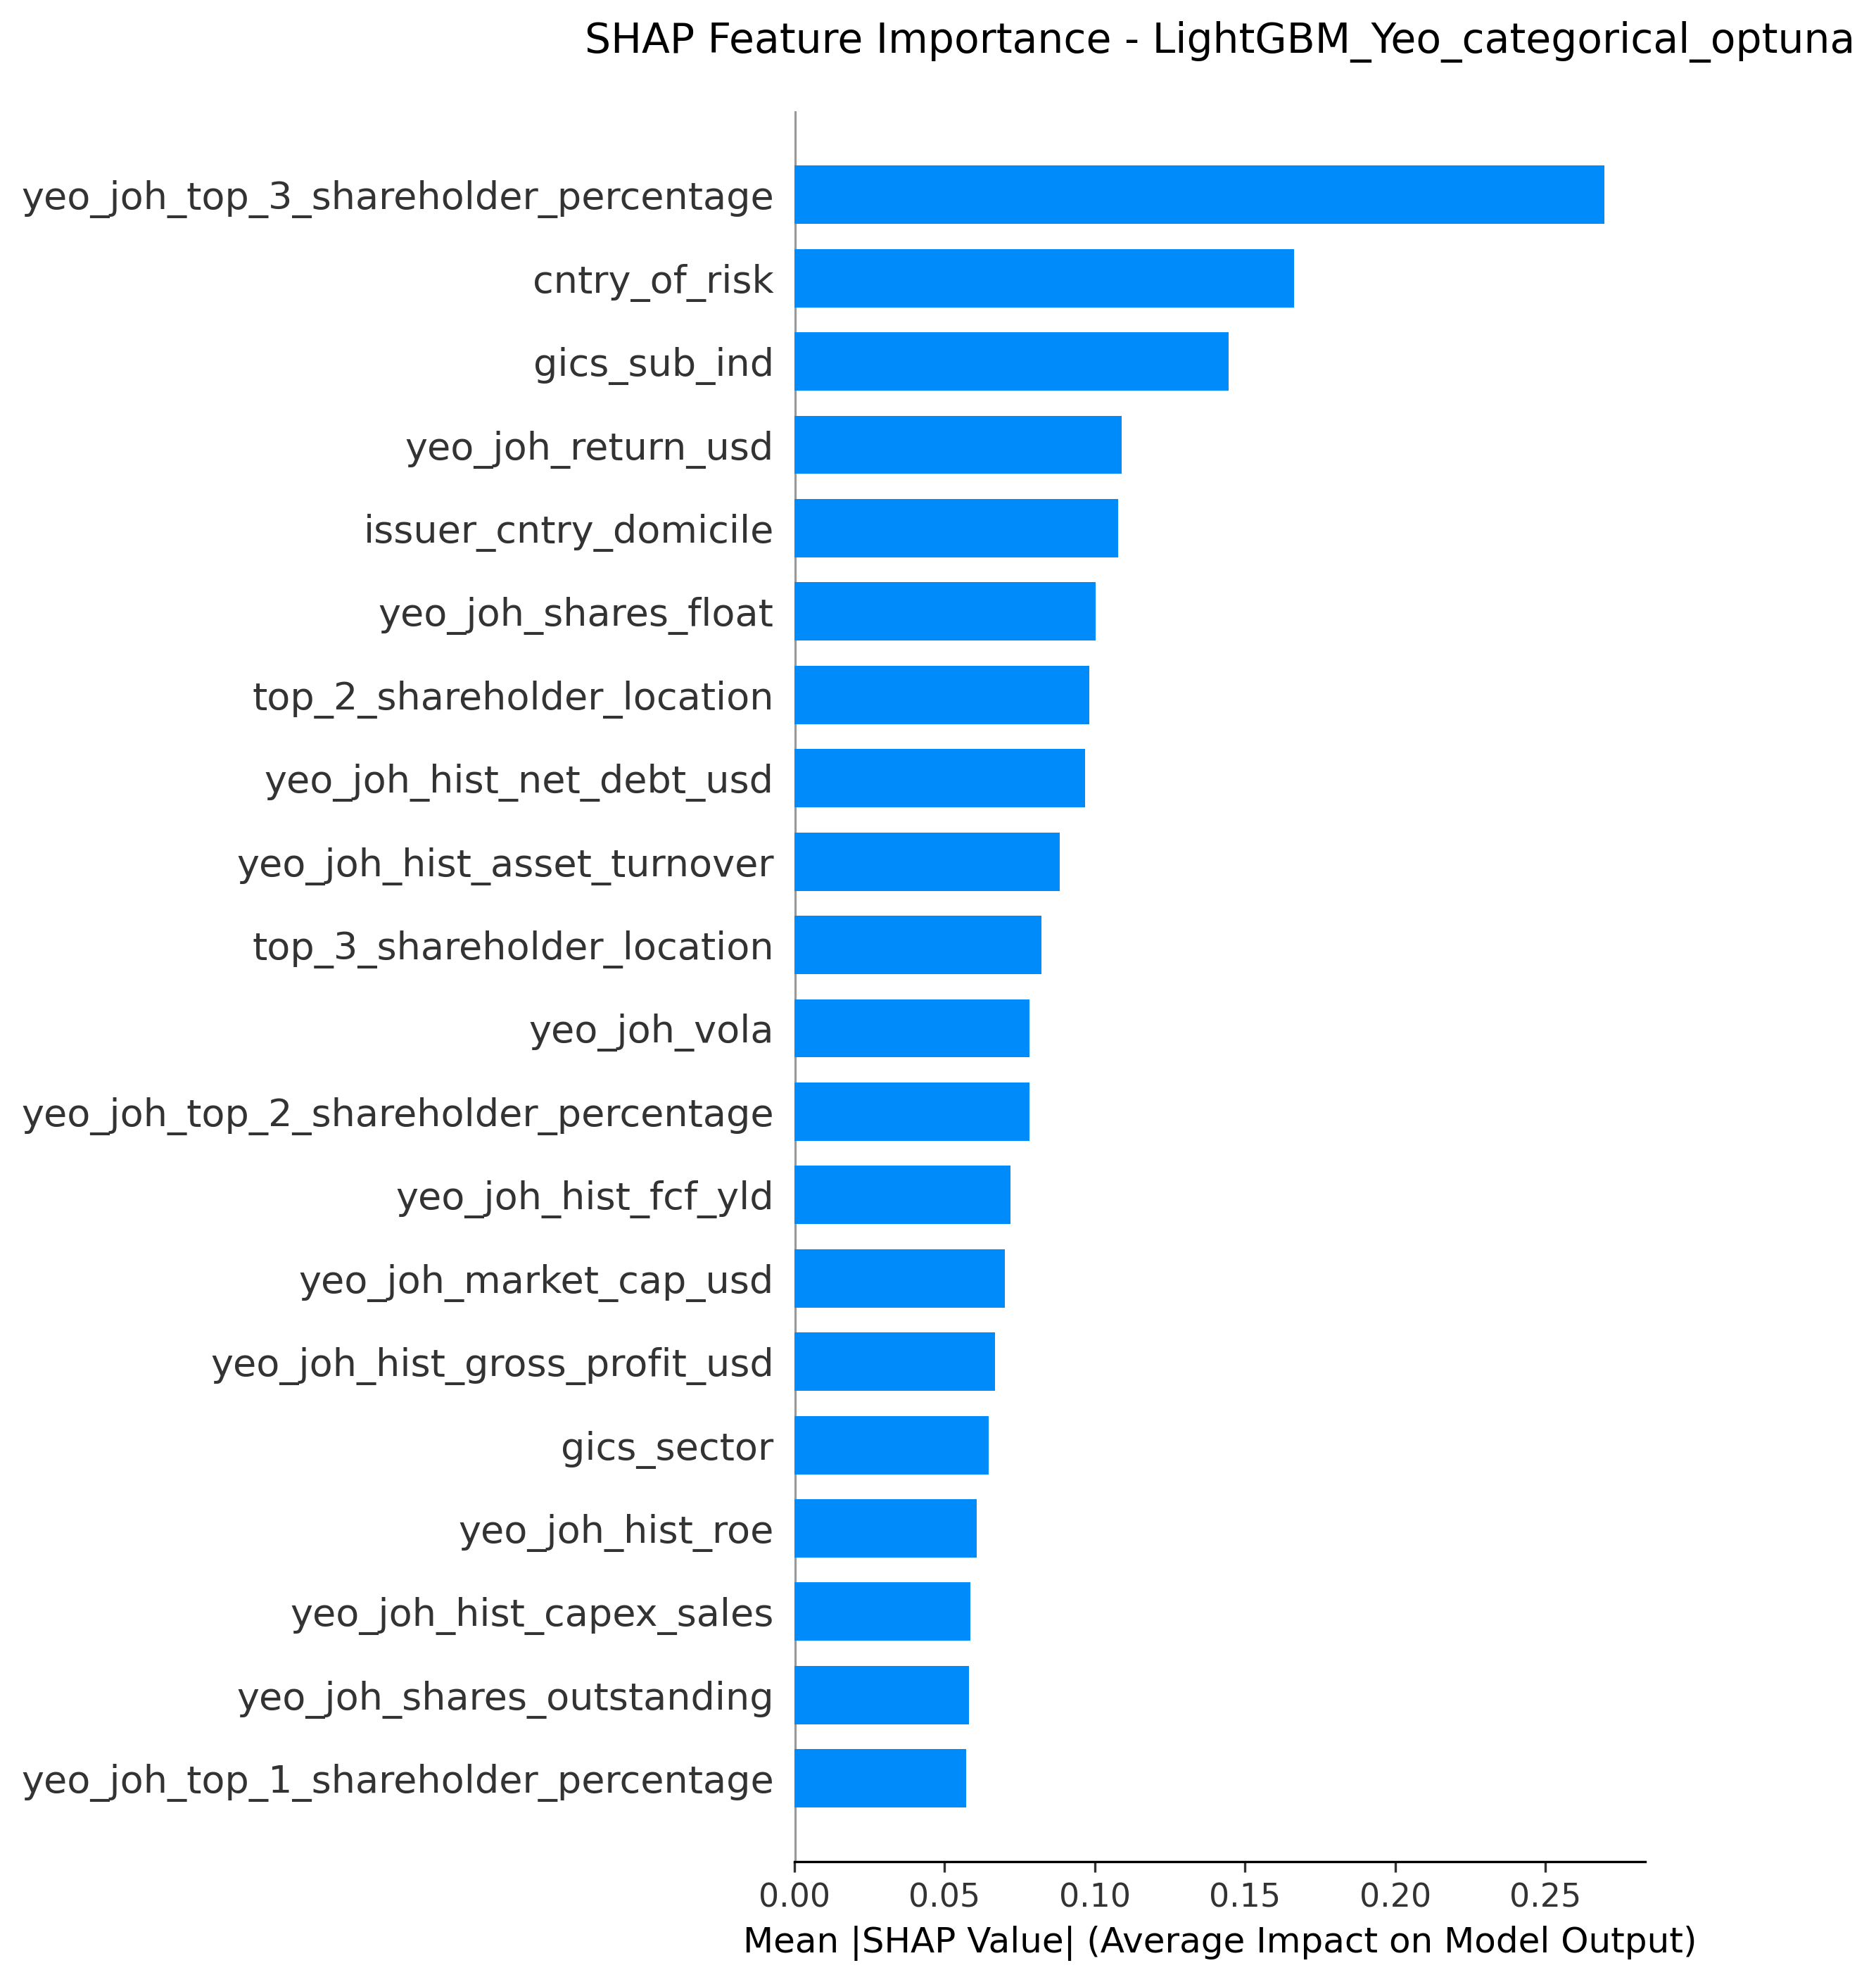 SHAP Feature Importance - LightGBM_Yeo_categorical_optuna
yeo_joh_top_3_shareholder_percentage
cntry_of_risk
gics_sub_ind
yeo_joh_return_usd
issuer_cntry_domicile
yeo_joh_shares_float
top_2_shareholder_location
yeo_joh_hist_net_debt_usd
yeo_joh_hist_asset_turnover
top_3_shareholder_location
yeo_joh_vola
yeo_joh_top_2_shareholder_percentage
yeo_joh_hist_fcf_yld
yeo_joh_market_cap_usd
yeo_joh_hist_gross_profit_usd
gics_sector
yeo_joh_hist_roe
yeo_joh_hist_capex_sales
yeo_joh_shares_outstanding
yeo_joh_top_1_shareholder_percentage
0.00 0.05 0.10 0.15 0.20 0.25
Mean |SHAP Value| (Average Impact on Model Output)